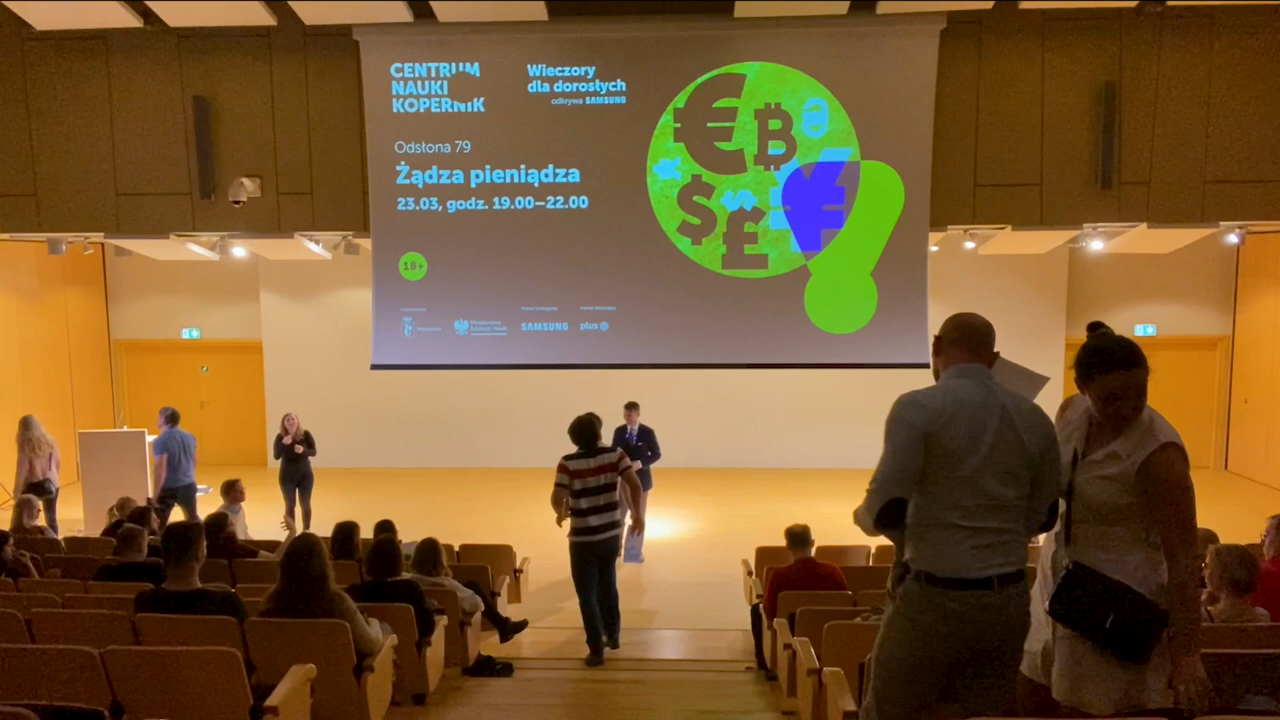 CENTRUM
NAUKI
KOPERNIK
Wieczory
dla dorosłych
odkrywa SAMSUNG
Odsłona 79
Żądza pieniądza
23.03, godz. 19.00–22.00
18+
SAMSUNG
plus